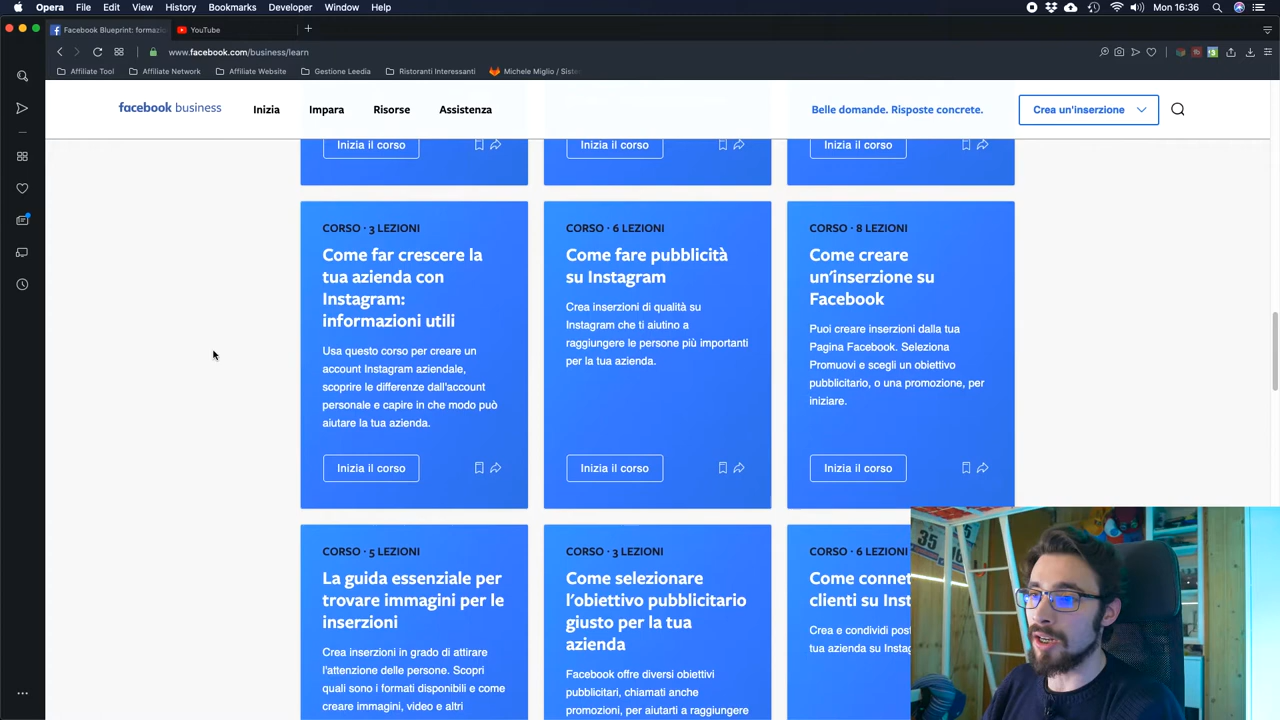 Opera File Edit View History Bookmarks Developer Window Help Mon 16:36
Facebook Blueprint: formazi YouTube
www.facebook.com/business/learn
Affiliate Tool Affiliate Network Affiliate Website Gestione Leedia Ristoranti Interessanti Michele Miglio / Siste
facebook business Inizia Impara Risorse Assistenza Belle domande. Risposte concrete. Crea un'inserzione
Inizia il corso Inizia il corso Inizia il corso
CORSO · 3 LEZIONI
Come far crescere la
tua azienda con
Instagram:
informazioni utili
Usa questo corso per creare un
account Instagram aziendale,
scoprire le differenze dall'account
personale e capire in che modo può
aiutare la tua azienda.
Inizia il corso
CORSO · 6 LEZIONI
Come fare pubblicità
su Instagram
Crea inserzioni di qualità su
Instagram che ti aiutino a
raggiungere le persone più importanti
per la tua azienda.
Inizia il corso
CORSO · 8 LEZIONI
Come creare
un'inserzione su
Facebook
Puoi creare inserzioni dalla tua
Pagina Facebook. Seleziona
Promuovi e scegli un obiettivo
pubblicitario, o una promozione, per
iniziare.
Inizia il corso
CORSO · 5 LEZIONI
La guida essenziale per
trovare immagini per le
inserzioni
Crea inserzioni in grado di attirare
l'attenzione delle persone. Scopri
quali sono i formati disponibili e come
creare immagini, video e altri
CORSO · 3 LEZIONI
Come selezionare
l'obiettivo pubblicitario
giusto per la tua
azienda
Facebook offre diversi obiettivi
pubblicitari, chiamati anche
promozioni, per aiutarti a raggiungere
CORSO · 6 LEZIONI
Come connet
clienti su Inst
Crea e condividi post
tua azienda su Instag
35